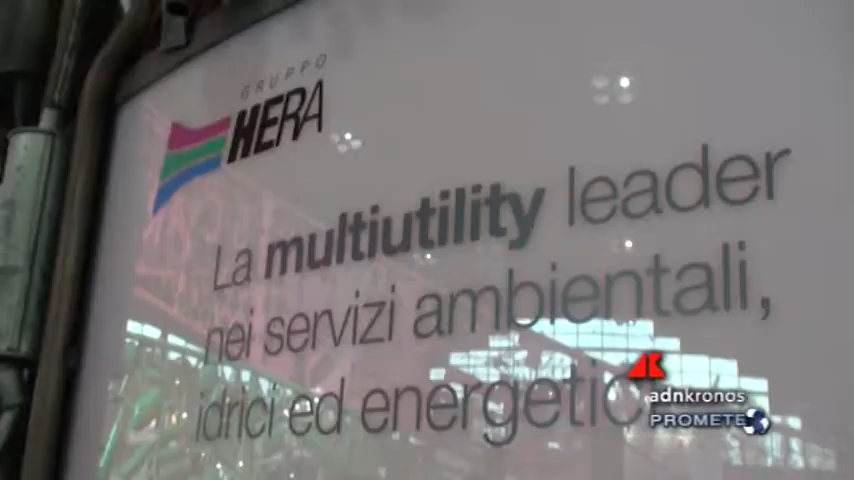 GRUPPO
HERA
La multiutility leader
nei servizi ambientali,
idrici ed energetici
adnkronos
PROMETEO